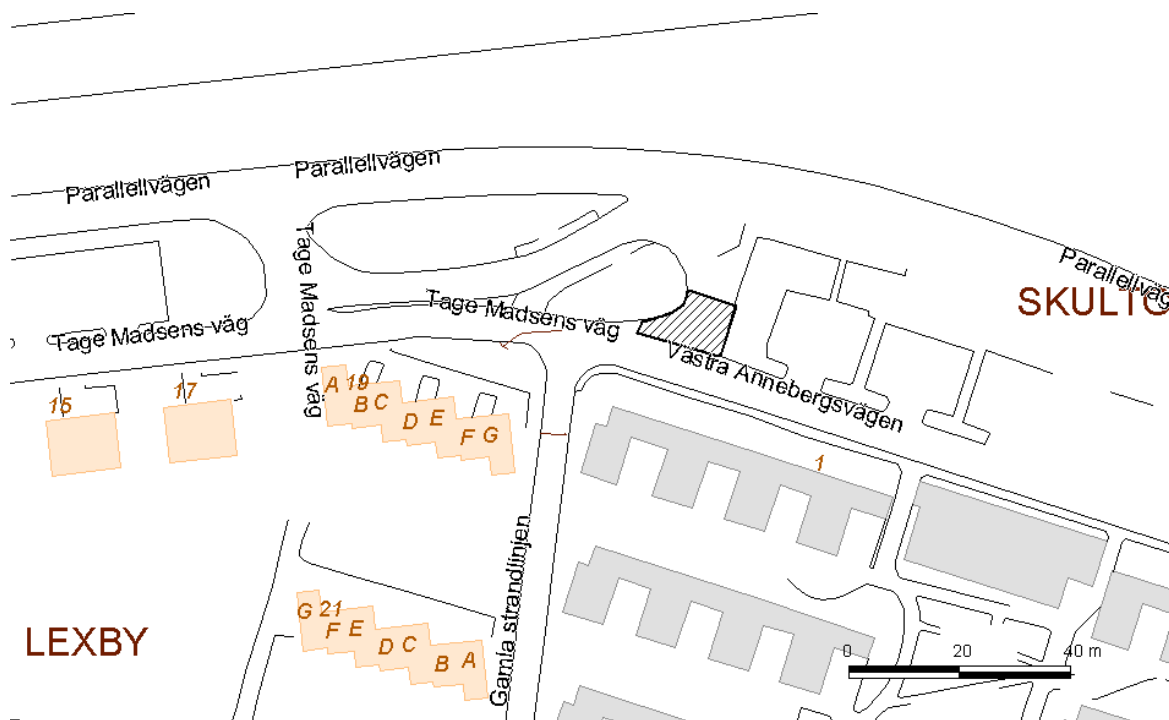 Parallellvägen
Parallellvägen
Parallellväg
SKULTO
Tage Madsens väg
Tage Madsens väg
Tage Madsens väg
Västra Annebergsvägen
15
17
A 19
B C
D E
F G
1
Gamla strandlinjen
G 21
F E
D C
B A
LEXBY
0 20 40 m